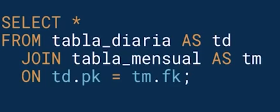 SELECT *
FROM tabla_diaria AS td
JOIN tabla_mensual AS tm
ON td.pk = tm.fk;